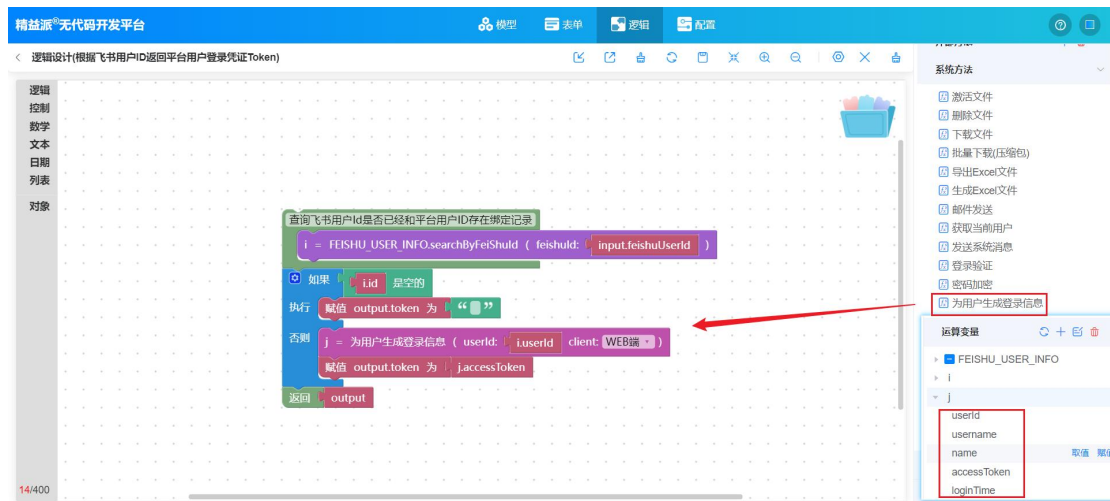 精益派®无代码开发平台
模型
表单
逻辑
配置
逻辑设计(根据飞书用户ID返回平台用户登录凭证Token)
逻辑
控制
数学
文本
日期
列表
对象
查询飞书用户Id是否已经和平台用户ID存在绑定记录
i = FEISHU_USER_INFO.searchByFeiShuId ( feishuId: input.feishuUserId )
如果 i.id 是空的
执行 赋值 output.token 为 “ ”
否则 j = 为用户生成登录信息 ( userId: i.userId client: WEB端 )
赋值 output.token 为 j.accessToken
返回 output
14/400
系统方法
激活文件
删除文件
下载文件
批量下载(压缩包)
导出Excel文件
生成Excel文件
邮件发送
获取当前用户
发送系统消息
登录验证
密码加密
为用户生成登录信息
运算变量
FEISHU_USER_INFO
i
j
userId
username
name 取值 赋值
accessToken
loginTime